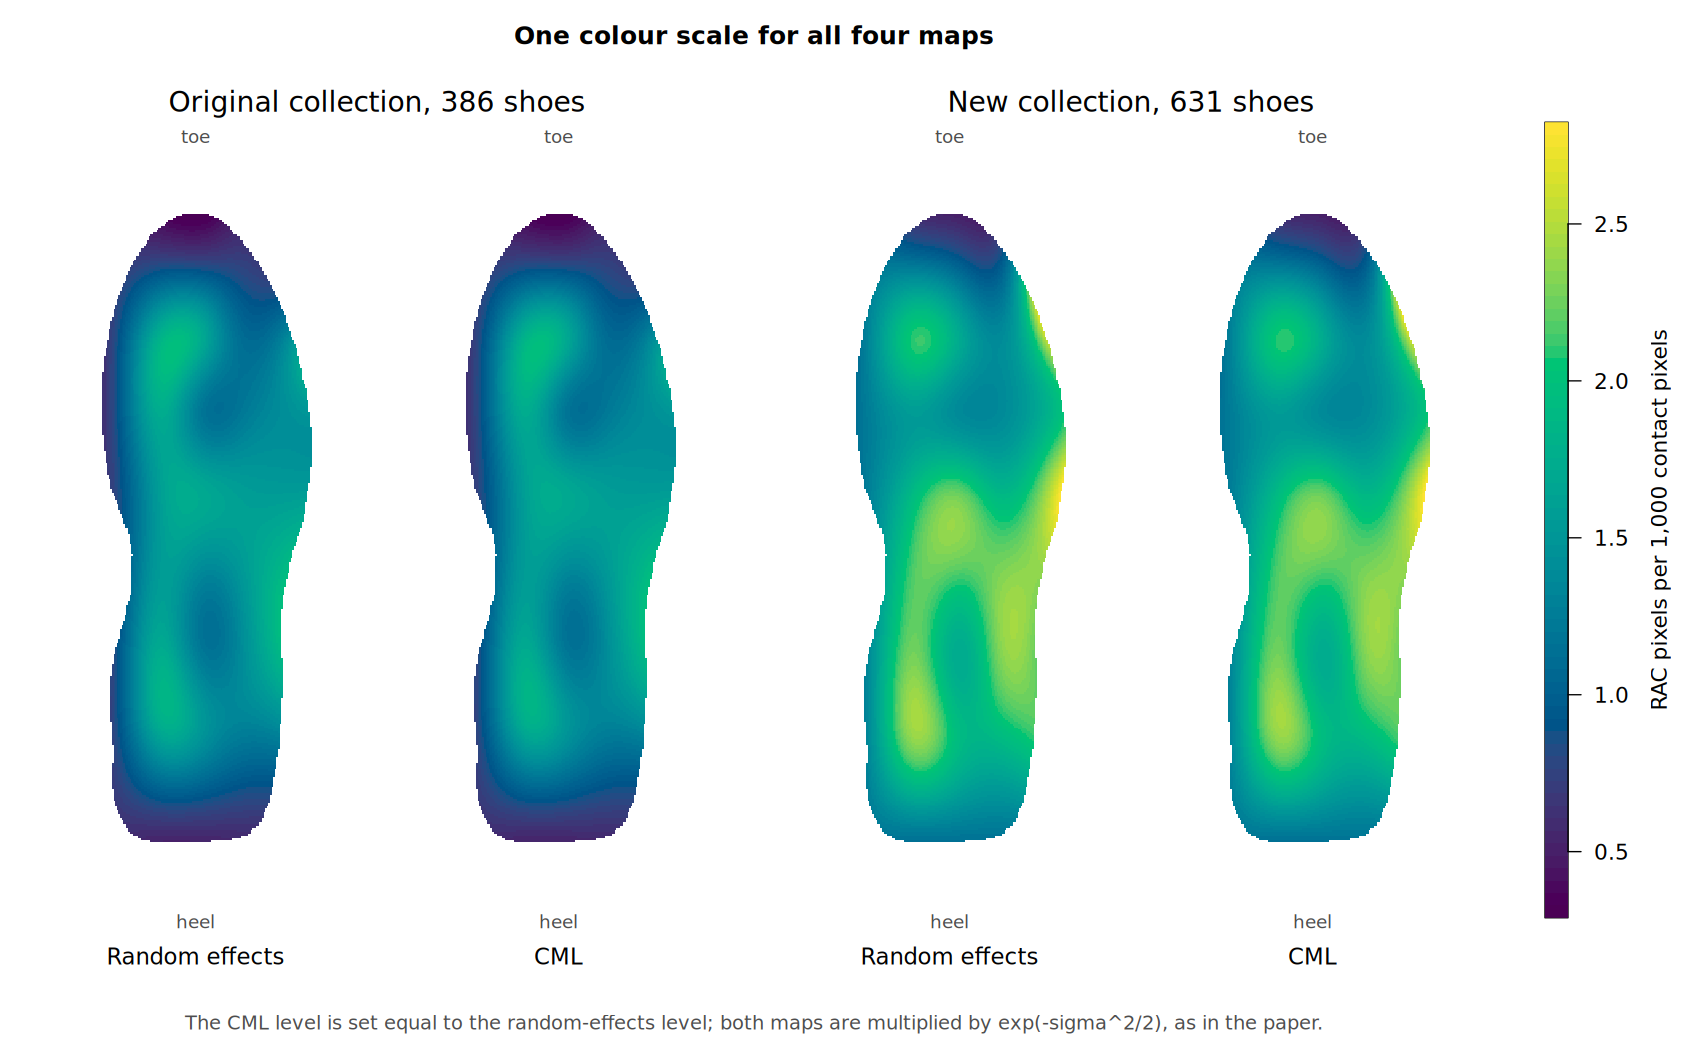 One colour scale for all four maps
Original collection, 386 shoes
New collection, 631 shoes
toe
toe
toe
toe
2.5
2.0
1.5
1.0
0.5
RAC pixels per 1,000 contact pixels
heel
heel
heel
heel
Random effects
CML
Random effects
CML
The CML level is set equal to the random-effects level; both maps are multiplied by exp(-sigma^2/2), as in the paper.